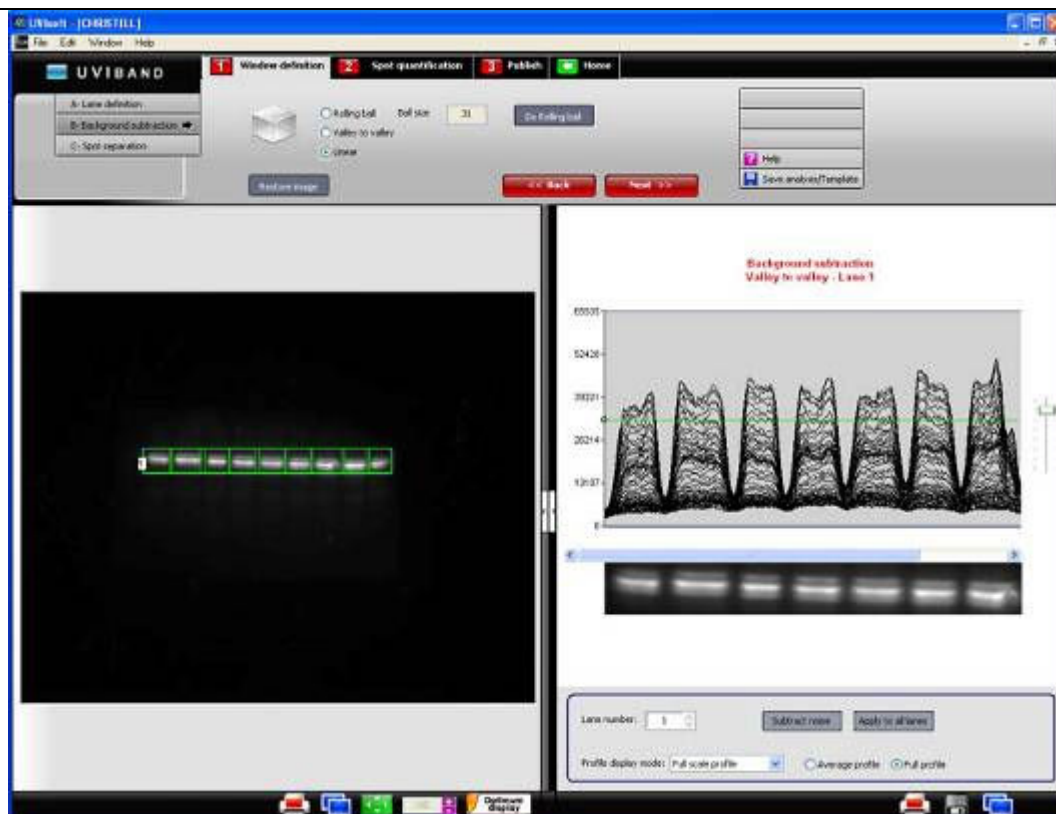 UVIsoft - [CHRISTELL]
File Edit Window Help
UVIBAND
1 Window definition 2 Spot quantification 3 Publish Home
A- Lane definition
B- Background subtraction
C- Spot separation
Rolling ball Ball size 31 Do Rolling ball
Valley to valley
Linear
Restore image
<< Back Next >>
? Help
Save analysis/Template
Background subtraction
Valley to valley - Lane 1
65535
52428
39321
26214
13107
0
Lane number: 1 Subtract noise Apply to all lanes
Profile display mode: Full scale profile Average profile Full profile
Optimum
display